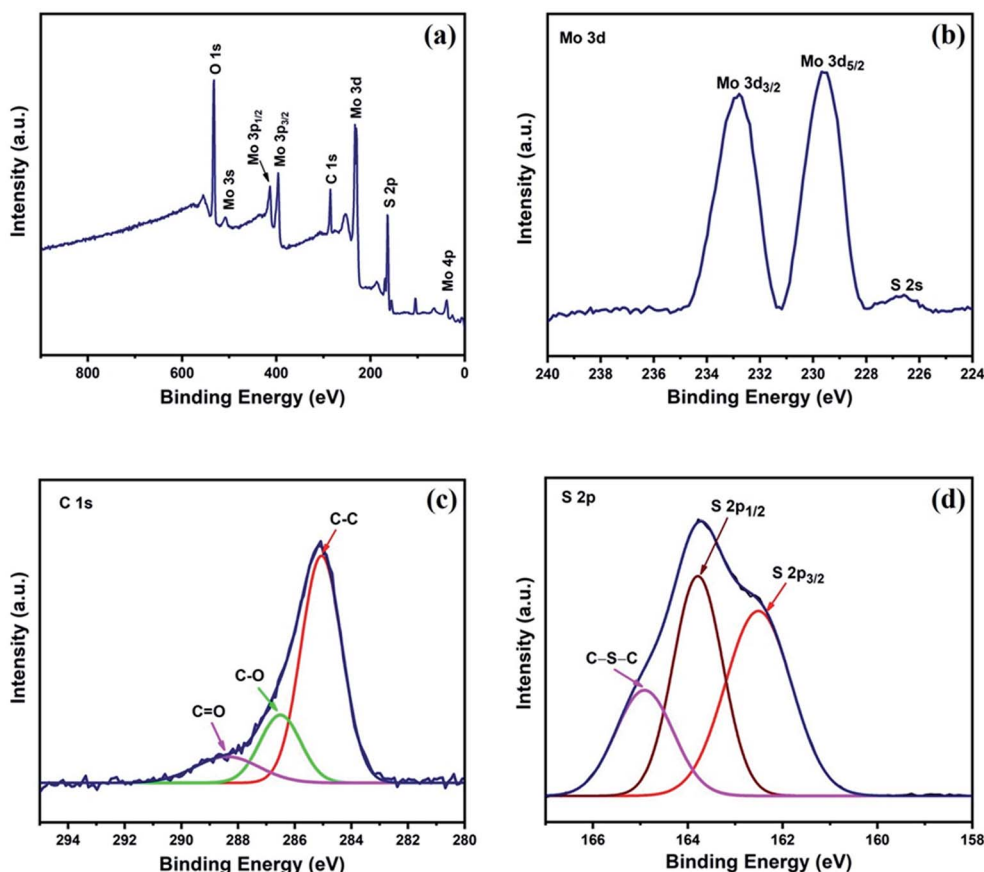 (a)
O 1s
Mo 3s
Mo 3p1/2
Mo 3p3/2
C 1s
Mo 3d
S 2p
Mo 4p
Intensity (a.u.)
800 600 400 200 0
Binding Energy (eV)
Mo 3d
(b)
Mo 3d3/2
Mo 3d5/2
S 2s
Intensity (a.u.)
240 238 236 234 232 230 228 226 224
Binding Energy (eV)
C 1s
(c)
C-C
C-O
C=O
Intensity (a.u.)
294 292 290 288 286 284 282 280
Binding Energy (eV)
S 2p
(d)
S 2p1/2
S 2p3/2
C–S–C
Intensity (a.u.)
166 164 162 160 158
Binding Energy (eV)